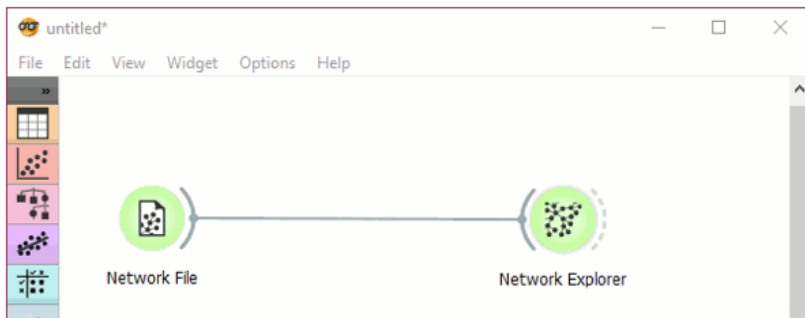 untitled*
File Edit View Widget Options Help
»
Network File Network Explorer